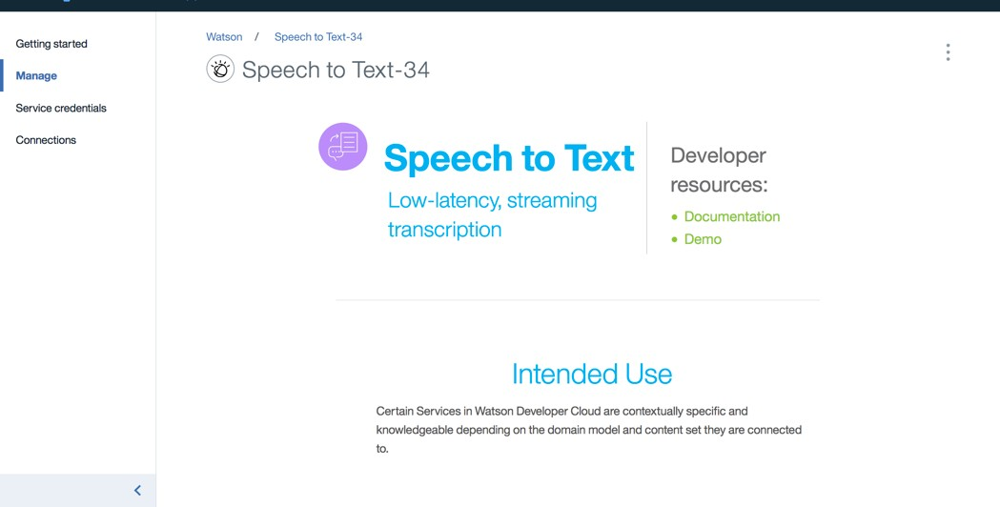 Getting started
Manage
Service credentials
Connections
Watson / Speech to Text-34
Speech to Text-34
Speech to Text
Low-latency, streaming
transcription
Developer
resources:
Documentation
Demo
Intended Use
Certain Services in Watson Developer Cloud are contextually specific and
knowledgeable depending on the domain model and content set they are connected
to.